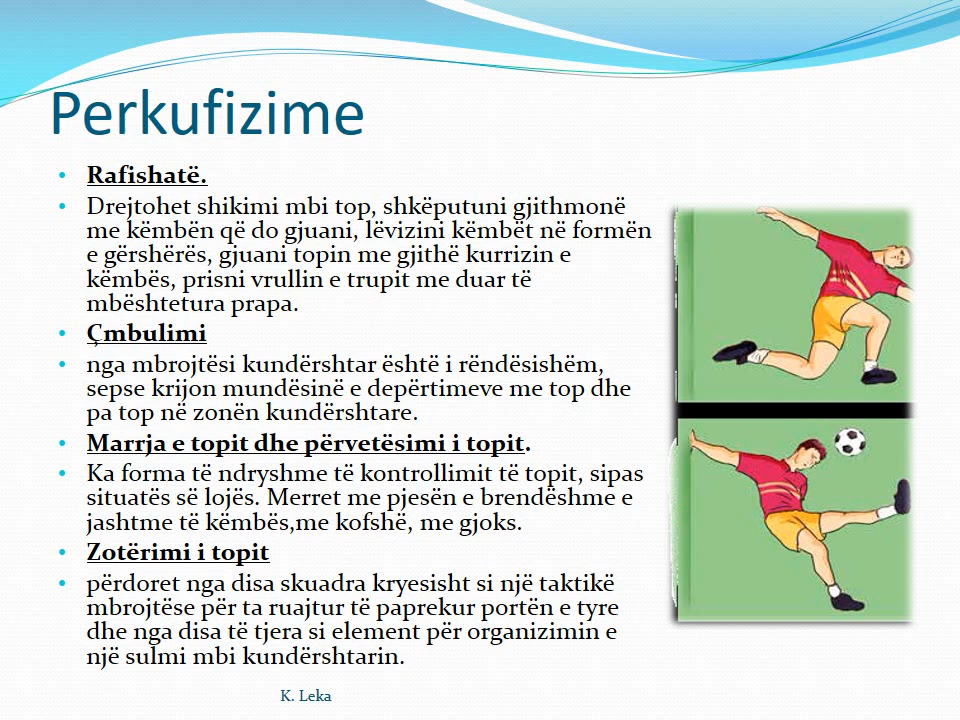 Perkufizime
• Rafishatë.
• Drejtohet shikimi mbi top, shkëputuni gjithmonë
me këmbën që do gjuani, lëvizini këmbët në formën
e gërshërës, gjuani topin me gjithë kurrizin e
këmbës, prisni vrullin e trupit me duar të
mbështetura prapa.
• Çmbulimi
• nga mbrojtësi kundërshtar është i rëndësishëm,
sepse krijon mundësinë e depërtimeve me top dhe
pa top në zonën kundërshtare.
• Marrja e topit dhe përvetësimi i topit.
• Ka forma të ndryshme të kontrollimit të topit, sipas
situatës së lojës. Merret me pjesën e brendëshme e
jashtme të këmbës,me kofshë, me gjoks.
• Zotërimi i topit
• përdoret nga disa skuadra kryesisht si një taktikë
mbrojtëse për ta ruajtur të paprekur portën e tyre
dhe nga disa të tjera si element për organizimin e
një sulmi mbi kundërshtarin.
K. Leka